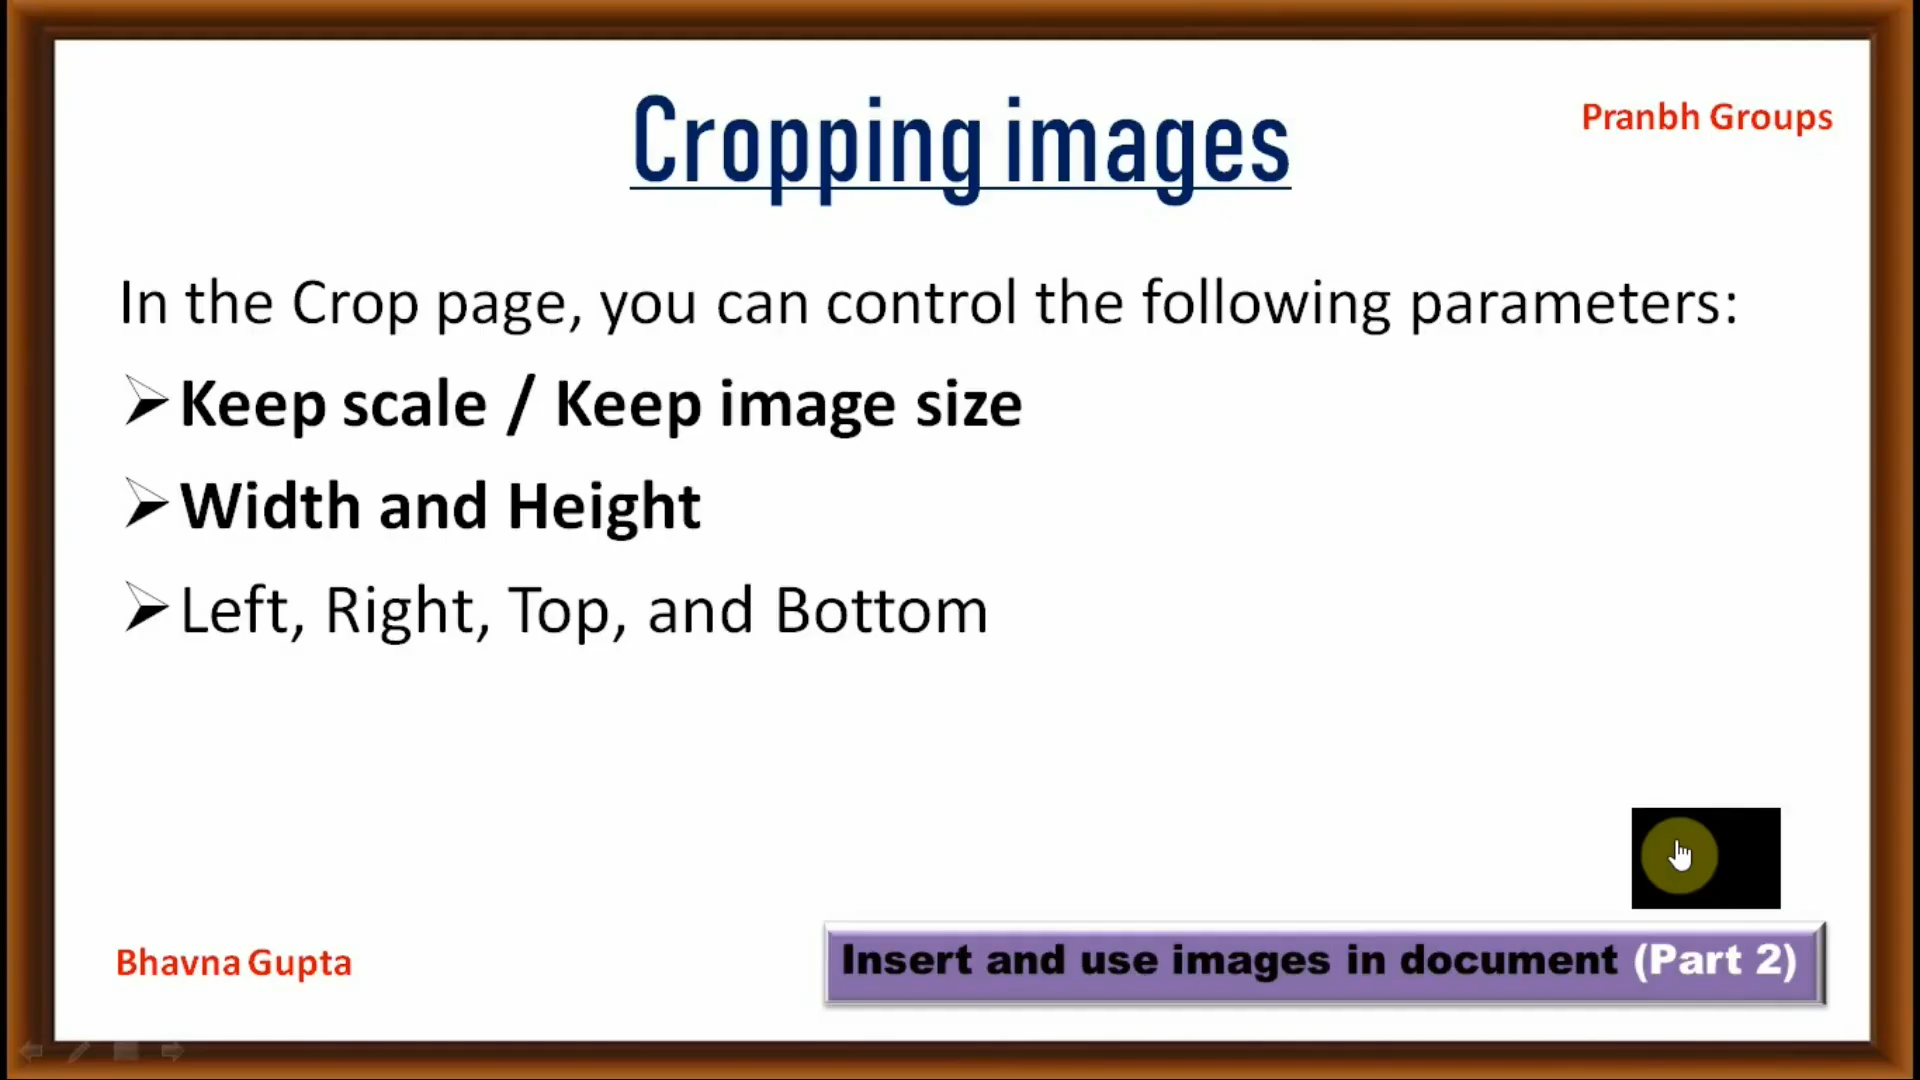 Cropping images
Pranbh Groups
In the Crop page, you can control the following parameters:
Keep scale / Keep image size
Width and Height
Left, Right, Top, and Bottom
Bhavna Gupta
Insert and use images in document (Part 2)